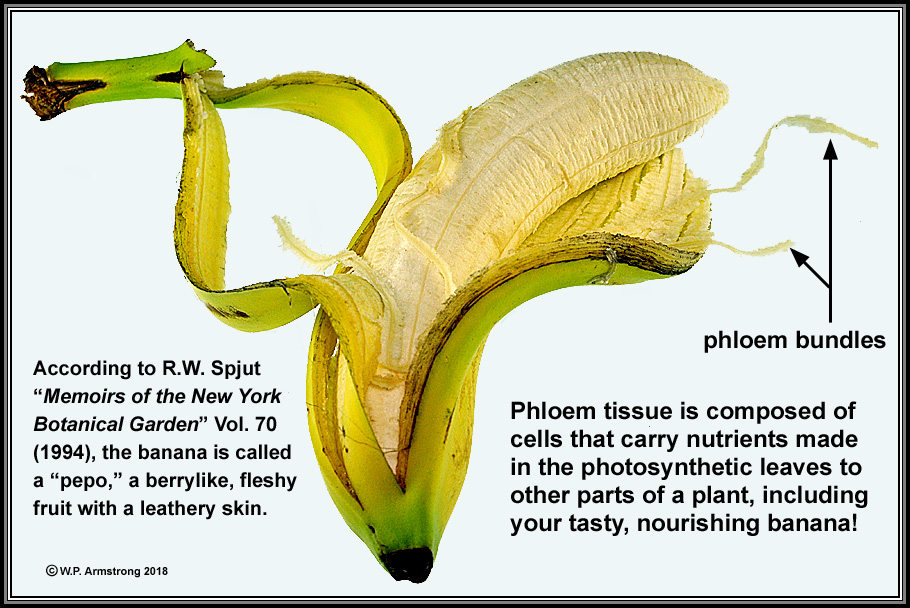 phloem bundles
According to R.W. Spjut
“Memoirs of the New York
Botanical Garden” Vol. 70
(1994), the banana is called
a “pepo,” a berrylike, fleshy
fruit with a leathery skin.
Phloem tissue is composed of
cells that carry nutrients made
in the photosynthetic leaves to
other parts of a plant, including
your tasty, nourishing banana!
© W.P. Armstrong 2018